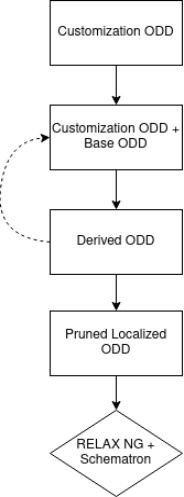 Customization ODD
Customization ODD +
Base ODD
Derived ODD
Pruned Localized
ODD
RELAX NG +
Schematron